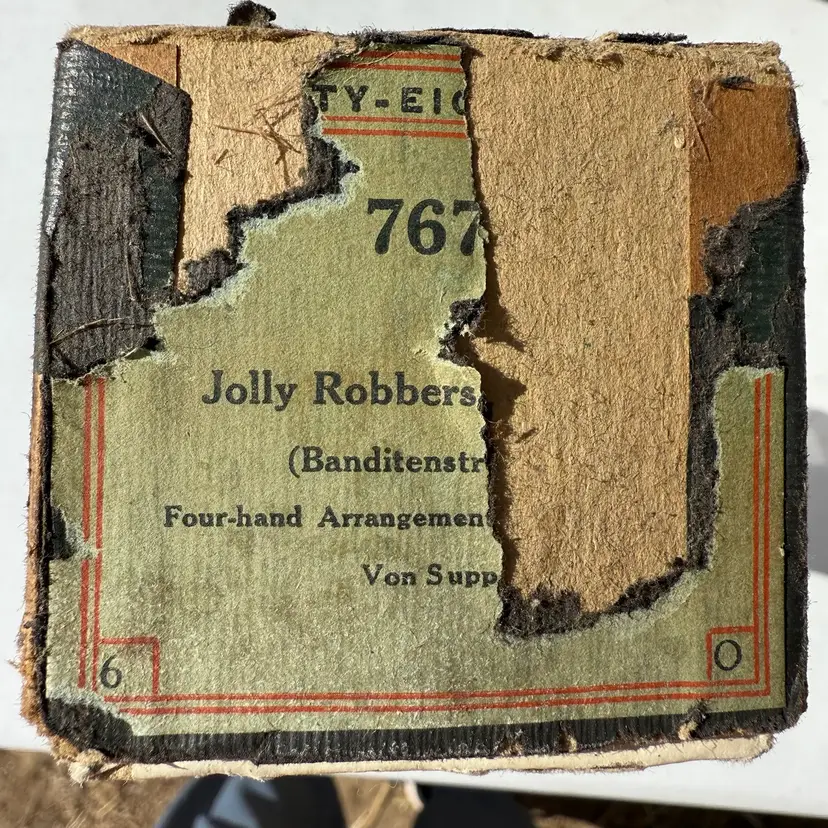 TY-EIG
767
Jolly Robbers
(Banditenstr
Four-hand Arrangement
Von Supp
6 O